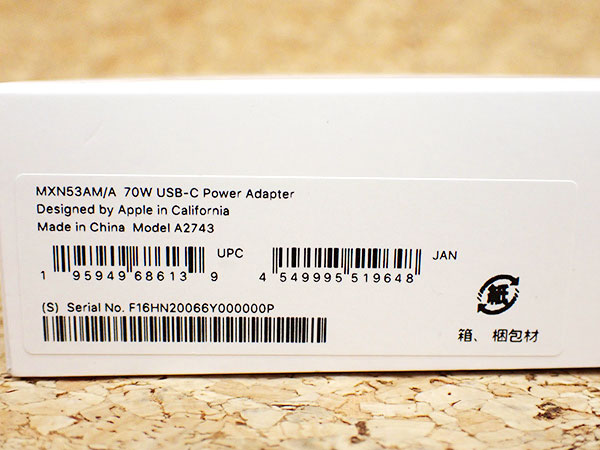 MXN53AM/A 70W USB-C Power Adapter
Designed by Apple in California
Made in China Model A2743
UPC
1 95949 68613 9
JAN
4 549995 519648
(S) Serial No. F16HN20066Y000000P
紙
箱、梱包材